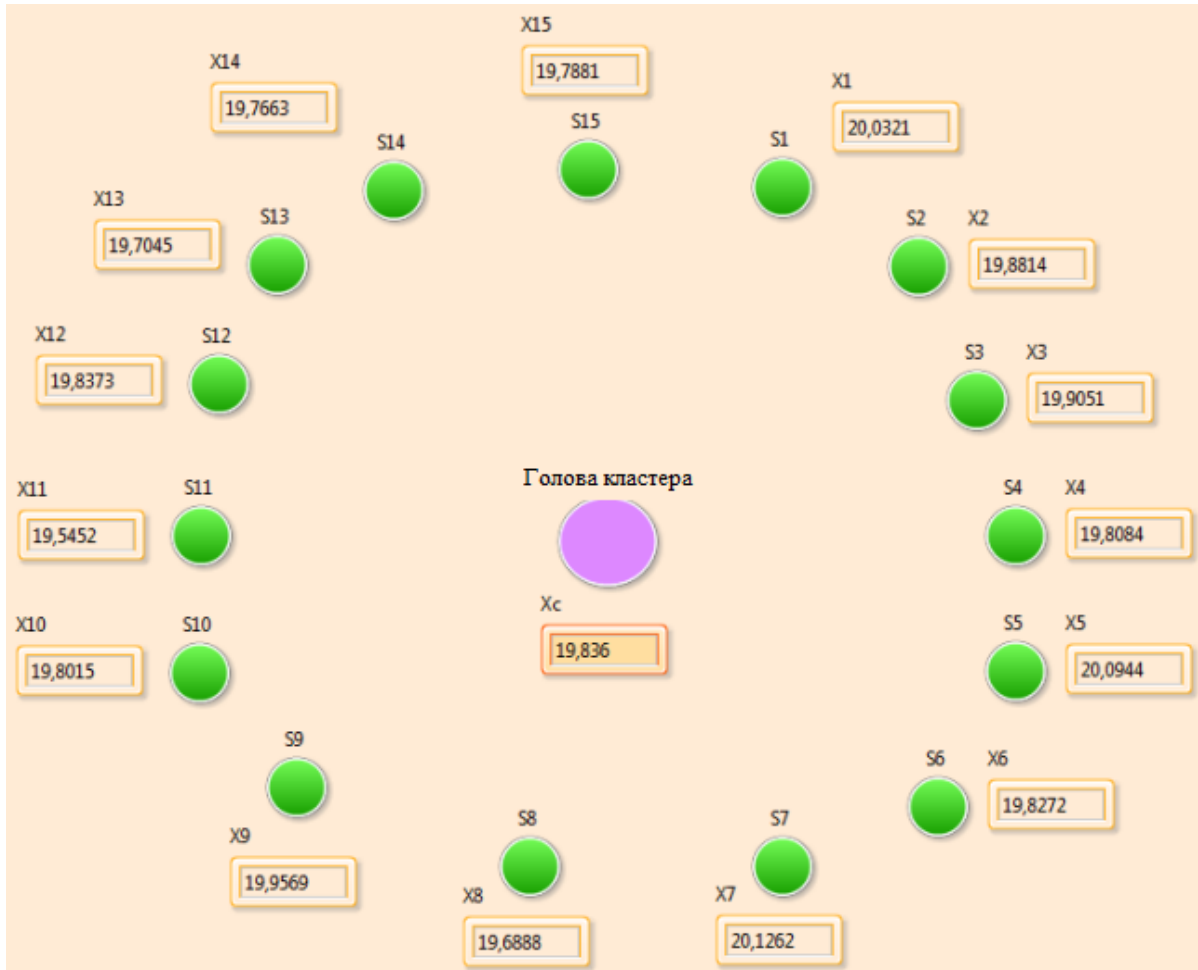 X15
19,7881
S15
X14
19,7663
S14
X1
20,0321
S1
X13
19,7045
S13
S2
X2
19,8814
X12
19,8373
S12
S3
X3
19,9051
Голова кластера
X11
19,5452
S11
S4
X4
19,8084
Xc
19,836
X10
19,8015
S10
S5
X5
20,0944
S9
X9
19,9569
S6
X6
19,8272
S8
X8
19,6888
S7
X7
20,1262